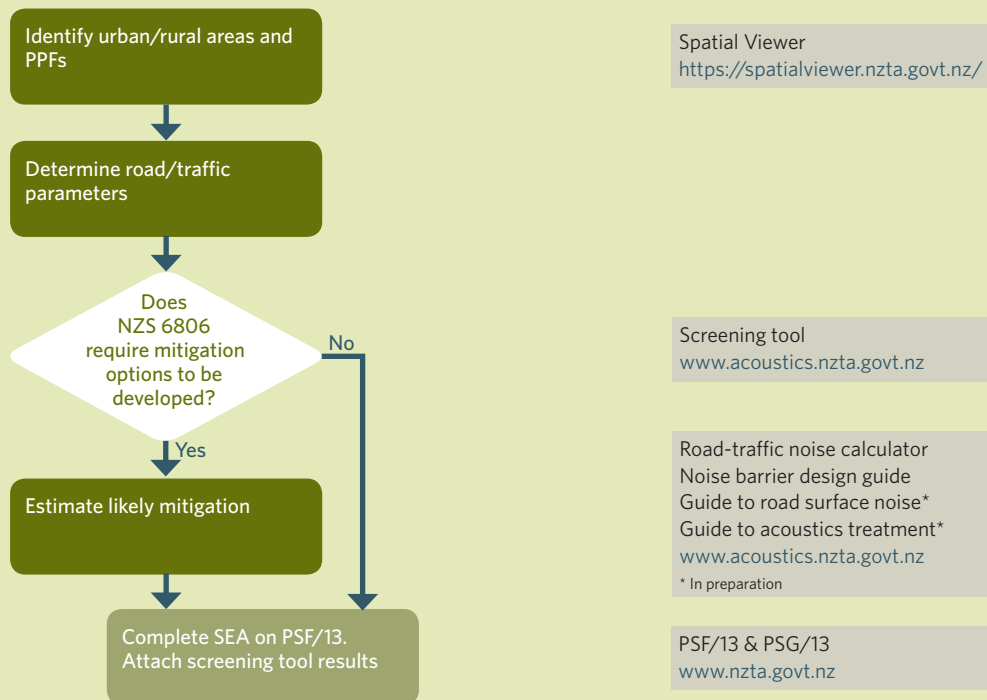 Identify urban/rural areas and
PPFs
Spatial Viewer
https://spatialviewer.nzta.govt.nz/
Determine road/traffic
parameters
Does
NZS 6806
require mitigation
options to be
developed?
No
Yes
Screening tool
www.acoustics.nzta.govt.nz
Estimate likely mitigation
Road-traffic noise calculator
Noise barrier design guide
Guide to road surface noise*
Guide to acoustics treatment*
www.acoustics.nzta.govt.nz
* In preparation
Complete SEA on PSF/13.
Attach screening tool results
PSF/13 & PSG/13
www.nzta.govt.nz